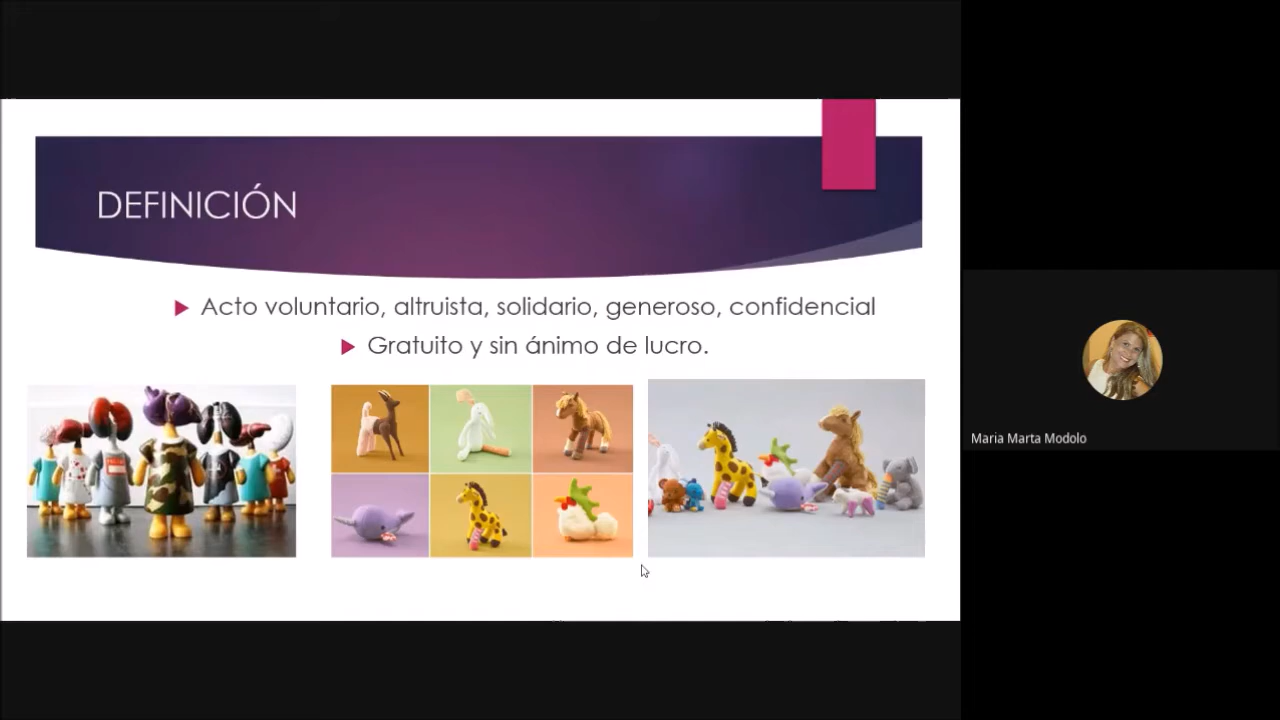 DEFINICIÓN
Acto voluntario, altruista, solidario, generoso, confidencial
Gratuito y sin ánimo de lucro.
Maria Marta Modolo